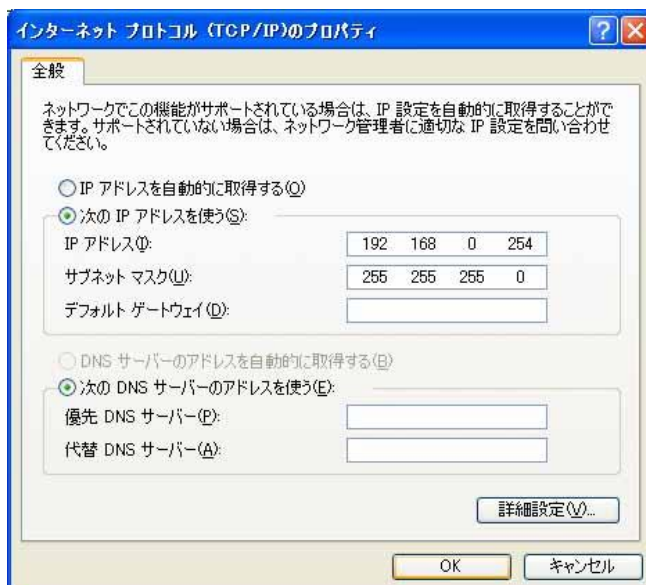 インターネット プロトコル (TCP/IP)のプロパティ
全般
ネットワークでこの機能がサポートされている場合は、IP 設定を自動的に取得することがで
きます。サポートされていない場合は、ネットワーク管理者に適切な IP 設定を問い合わせ
てください。
IP アドレスを自動的に取得する(O)
次の IP アドレスを使う(S):
IP アドレス(I): 192 168 0 254
サブネット マスク(U): 255 255 255 0
デフォルト ゲートウェイ(D):
DNS サーバーのアドレスを自動的に取得する(B)
次の DNS サーバーのアドレスを使う(E):
優先 DNS サーバー(P):
代替 DNS サーバー(A):
詳細設定(V)...
OK キャンセル